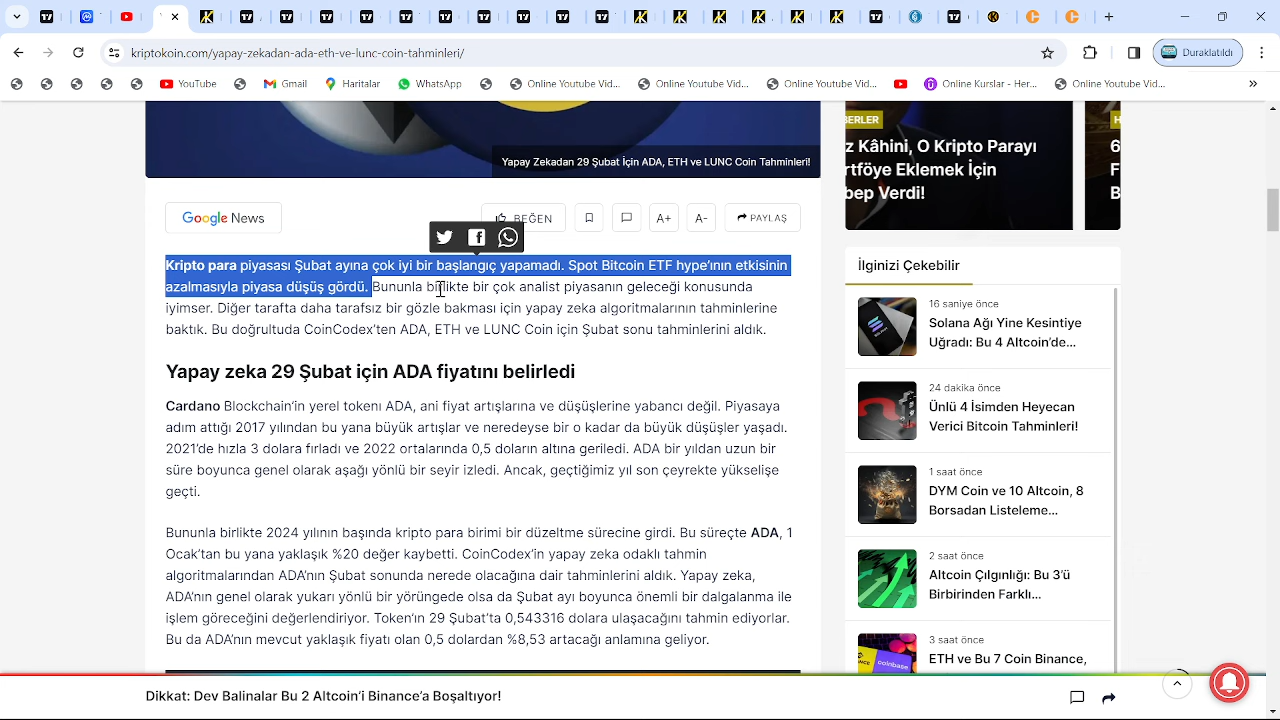 kriptokoin.com/yapay-zekadan-ada-eth-ve-lunc-coin-tahminleri/
Duraklatıldı
YouTube
Gmail
Haritalar
WhatsApp
Online Youtube Vid...
Online Youtube Vid...
Online Youtube Vid...
Online Kurslar - Her...
Online Youtube Vid...
»
Yapay Zekadan 29 Şubat İçin ADA, ETH ve LUNC Coin Tahminleri!
Google News
BEĞEN
A+
A-
PAYLAŞ
Kripto para piyasası Şubat ayına çok iyi bir başlangıç yapamadı. Spot Bitcoin ETF hype'ının etkisinin
azalmasıyla piyasa düşüş gördü. Bununla birlikte bir çok analist piyasanın geleceği konusunda
iyimser. Diğer tarafta daha tarafsız bir gözle bakması için yapay zeka algoritmalarının tahminlerine
baktık. Bu doğrultuda CoinCodex'ten ADA, ETH ve LUNC Coin için Şubat sonu tahminlerini aldık.
Yapay zeka 29 Şubat için ADA fiyatını belirledi
Cardano Blockchain'in yerel tokenı ADA, ani fiyat artışlarına ve düşüşlerine yabancı değil. Piyasaya
adım attığı 2017 yılından bu yana büyük artışlar ve neredeyse bir o kadar da büyük düşüşler yaşadı.
2021'de hızla 3 dolara fırladı ve 2022 ortalarında 0,5 doların altına geriledi. ADA bir yıldan uzun bir
süre boyunca genel olarak aşağı yönlü bir seyir izledi. Ancak, geçtiğimiz yıl son çeyrekte yükselişe
geçti.
Bununla birlikte 2024 yılının başında kripto para birimi bir düzeltme sürecine girdi. Bu süreçte ADA, 1
Ocak'tan bu yana yaklaşık %20 değer kaybetti. CoinCodex'in yapay zeka odaklı tahmin
algoritmalarından ADA'nın Şubat sonunda nerede olacağına dair tahminlerini aldık. Yapay zeka,
ADA'nın genel olarak yukarı yönlü bir yörüngede olsa da Şubat ayı boyunca önemli bir dalgalanma ile
işlem göreceğini değerlendiriyor. Token'ın 29 Şubat'ta 0,543316 dolara ulaşacağını tahmin ediyorlar.
Bu da ADA'nın mevcut yaklaşık fiyatı olan 0,5 dolardan %8,53 artacağı anlamına geliyor.
BERLER
z Kâhini, O Kripto Parayı
rtföye Eklemek İçin
bep Verdi!
H
6
F
B
İlginizi Çekebilir
16 saniye önce
Solana Ağı Yine Kesintiye
Uğradı: Bu 4 Altcoin'de...
24 dakika önce
Ünlü 4 İsimden Heyecan
Verici Bitcoin Tahminleri!
1 saat önce
DYM Coin ve 10 Altcoin, 8
Borsadan Listeleme...
2 saat önce
Altcoin Çılgınlığı: Bu 3'ü
Birbirinden Farklı...
3 saat önce
ETH ve Bu 7 Coin Binance,
Dikkat: Dev Balinalar Bu 2 Altcoin'i Binance'a Boşaltıyor!